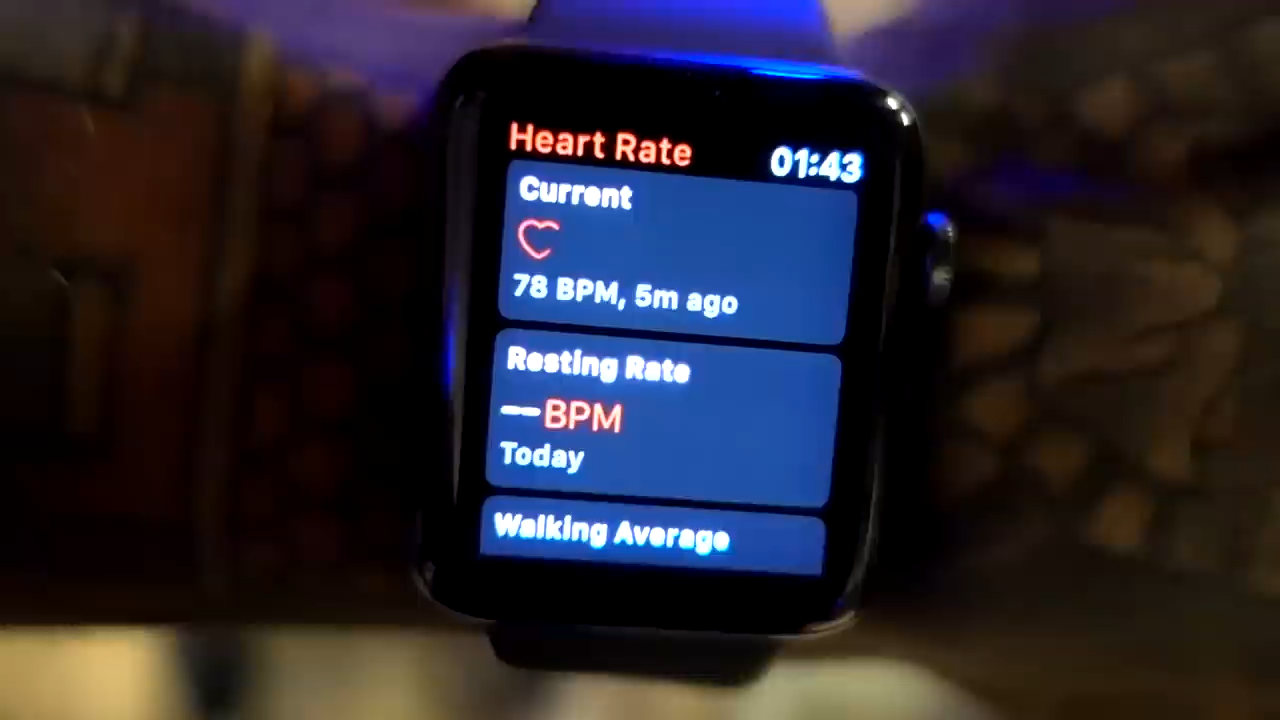 Heart Rate
01:43
Current
78 BPM, 5m ago
Resting Rate
--BPM
Today
Walking Average